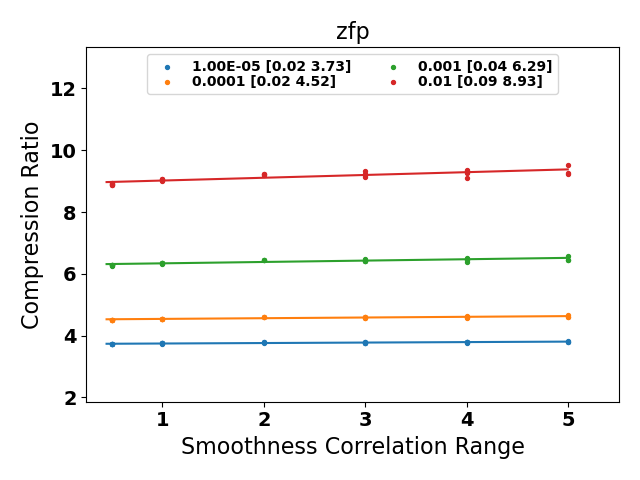 zfp
1.00E-05 [0.02 3.73]
0.0001 [0.02 4.52]
0.001 [0.04 6.29]
0.01 [0.09 8.93]
Compression Ratio
12
10
8
6
4
2
1 2 3 4 5
Smoothness Correlation Range